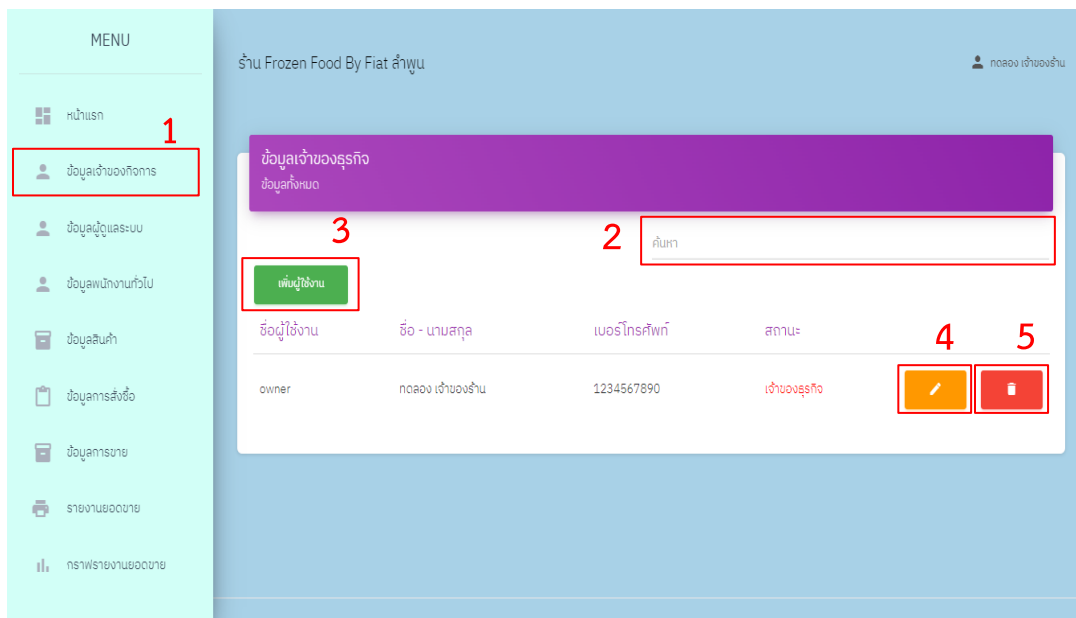 MENU
ร้าน Frozen Food By Fiat ลำพูน
ทดลอง เจ้าของร้าน
หน้าแรก
1
ข้อมูลเจ้าของกิจการ
ข้อมูลผู้ดูแลระบบ
ข้อมูลพนักงานทั่วไป
ข้อมูลสินค้า
ข้อมูลการสั่งซื้อ
ข้อมูลการขาย
รายงานยอดขาย
กราฟรายงานยอดขาย
ข้อมูลเจ้าของธุรกิจ
ข้อมูลทั้งหมด
3
2 ค้นหา
เพิ่มผู้ใช้งาน
ชื่อผู้ใช้งาน ชื่อ - นามสกุล เบอร์โทรศัพท์ สถานะ
4 5
owner ทดลอง เจ้าของร้าน 1234567890 เจ้าของธุรกิจ